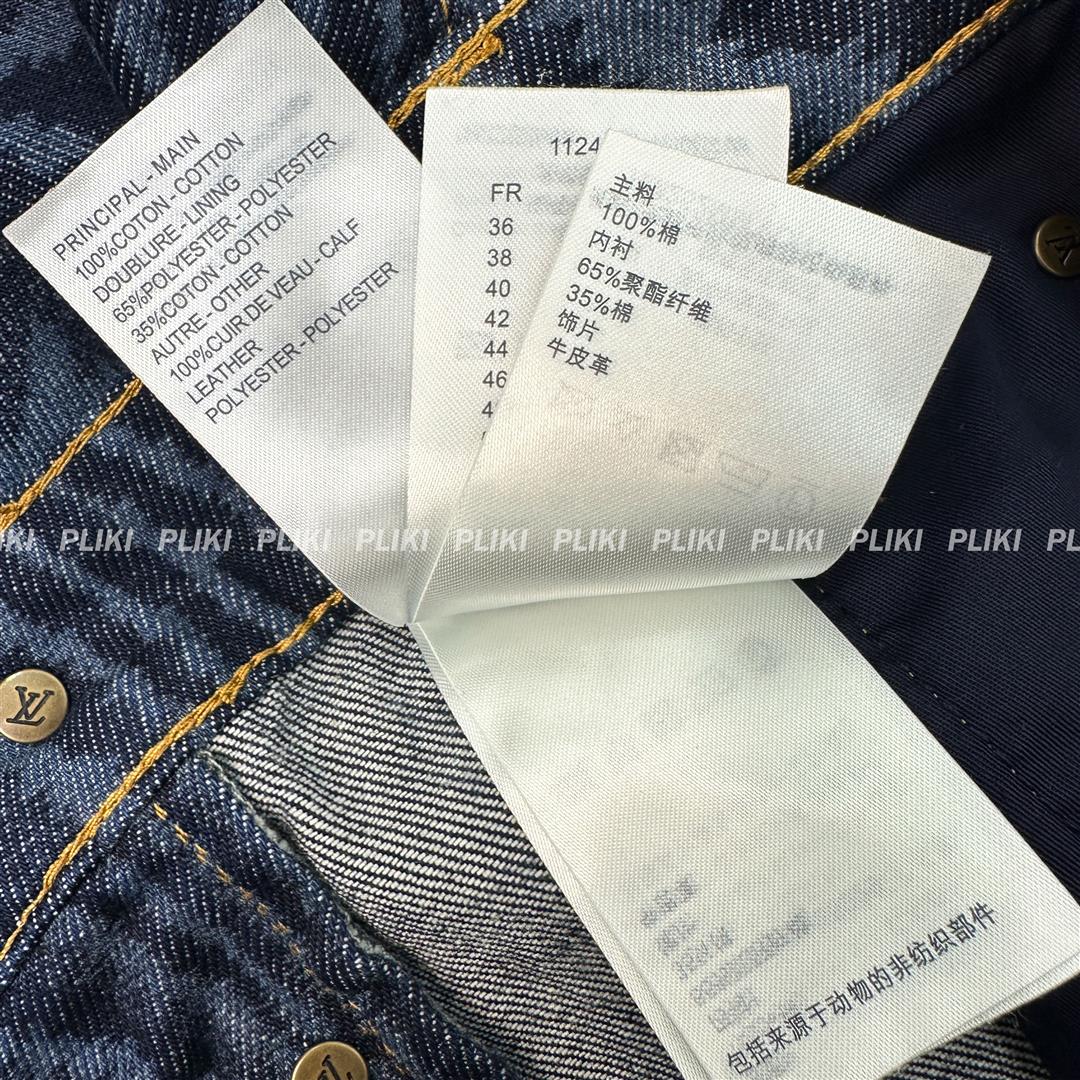 PRINCIPAL - MAIN
100%COTON - COTTON
DOUBLURE - LINING
65%POLYESTER - POLYESTER
35%COTON - COTTON
AUTRE - OTHER
100%CUIR DE VEAU - CALF
LEATHER
POLYESTER - POLYESTER
1124
FR
36
38
40
42
44
46
主料
100%棉
内衬
65%聚酯纤维
35%棉
饰片
牛皮革
PLIKI PLIKI PLIKI PLIKI PLIKI PLIKI PLIKI PLIKI PLIKI PLIKI
LV
包括来源于动物的非纺织部件